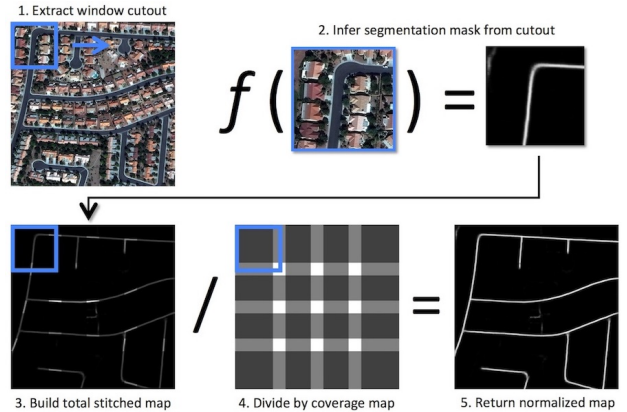 1. Extract window cutout
2. Infer segmentation mask from cutout
f ( ) =
/ =
3. Build total stitched map
4. Divide by coverage map
5. Return normalized map